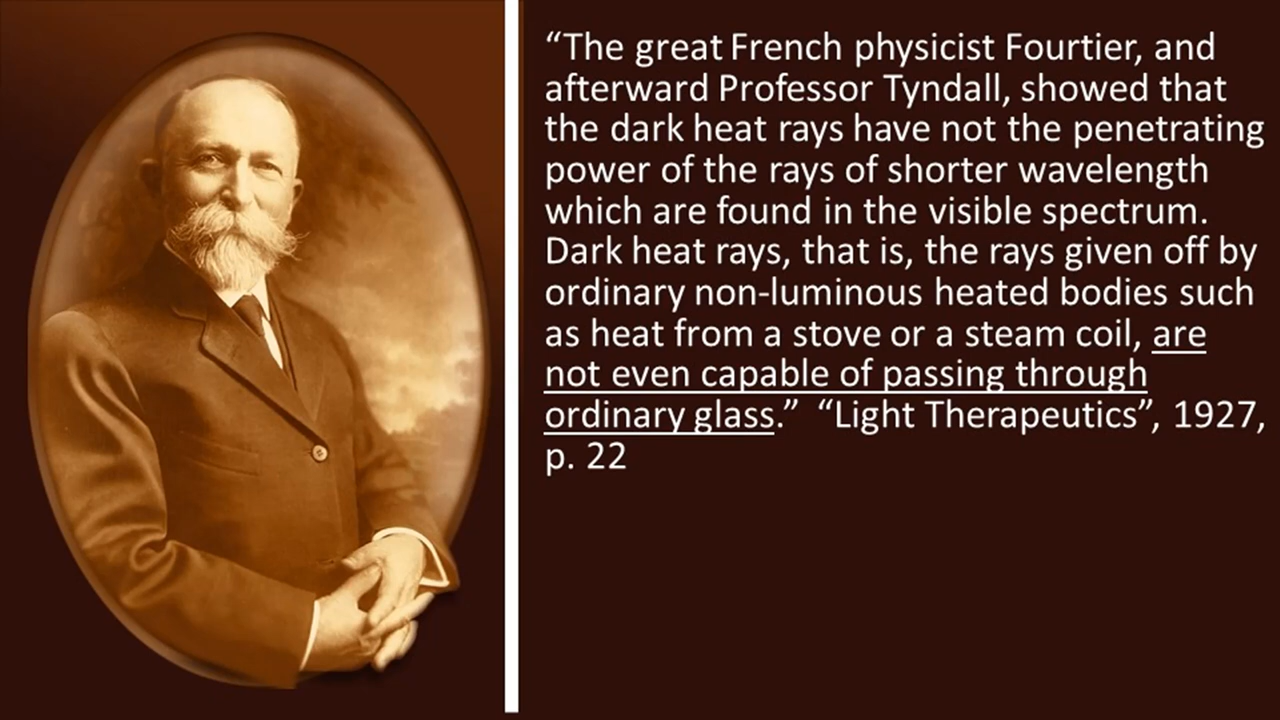 “The great French physicist Fourtier, and
afterward Professor Tyndall, showed that
the dark heat rays have not the penetrating
power of the rays of shorter wavelength
which are found in the visible spectrum.
Dark heat rays, that is, the rays given off by
ordinary non-luminous heated bodies such
as heat from a stove or a steam coil, are
not even capable of passing through
ordinary glass.”  “Light Therapeutics”, 1927,
p. 22